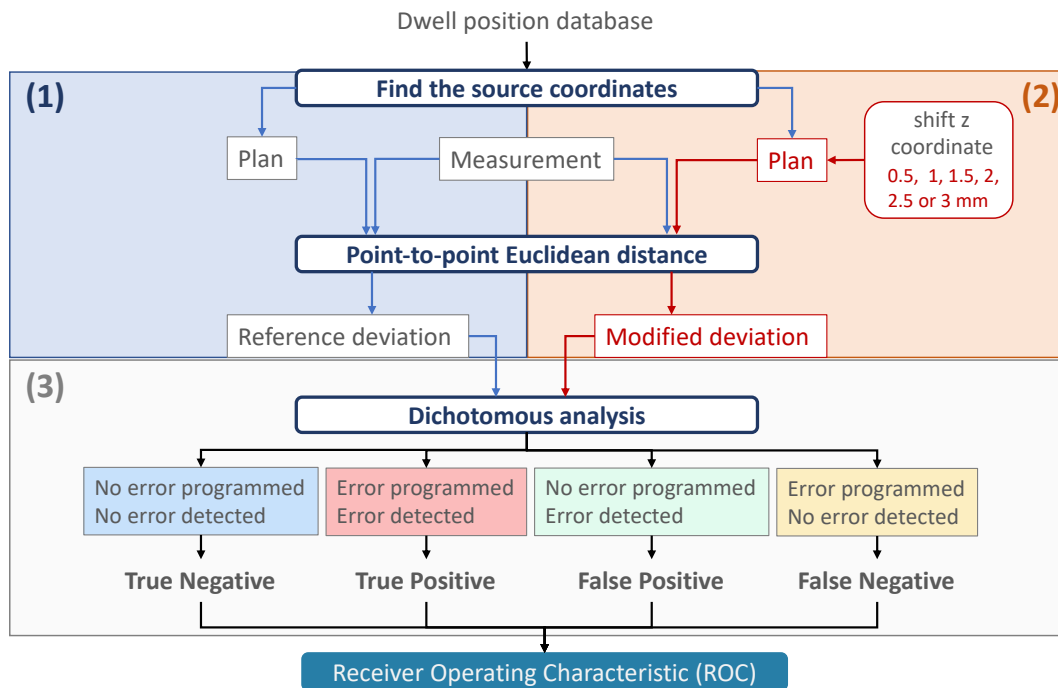 Dwell position database
(1)
Find the source coordinates
(2)
Plan
Measurement
Plan
shift z
coordinate
0.5, 1, 1.5, 2,
2.5 or 3 mm
Point-to-point Euclidean distance
Reference deviation
Modified deviation
(3)
Dichotomous analysis
No error programmed
No error detected
Error programmed
Error detected
No error programmed
Error detected
Error programmed
No error detected
True Negative
True Positive
False Positive
False Negative
Receiver Operating Characteristic (ROC)